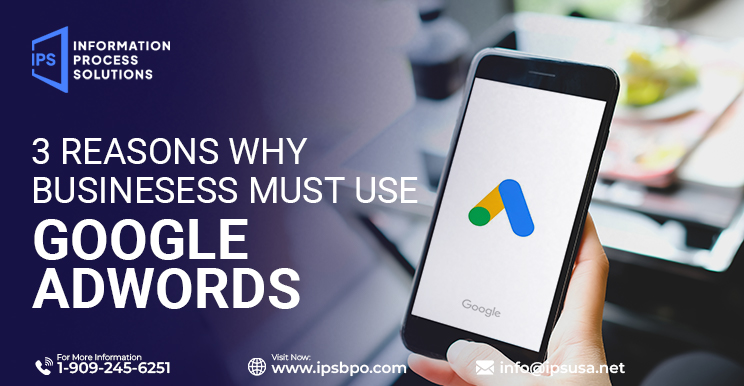 IPS
INFORMATION
PROCESS
SOLUTIONS
3 REASONS WHY
BUSINESESS MUST USE
GOOGLE
ADWORDS
Google
For More Information
1-909-245-6251
Visit Now:
www.ipsbpo.com
info@ipsusa.net